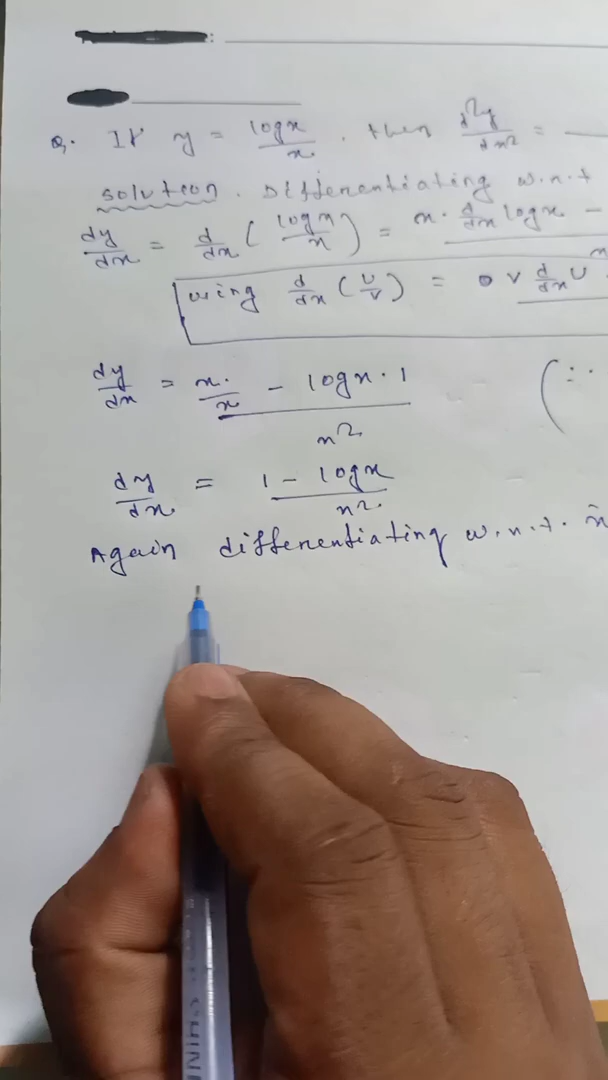 Q. If y = logx/x . then d²y/dx² = ___
solution. Differentiating w.r.t
dy/dx = d/dx ( logx/x ) = x. d/dx logx -
using d/dx (U/V) = V d/dx U
dy/dx = x. 1/x - logx . 1 / x²
dy/dx = 1 - logx / x²
Again differentiating w.r.t. x